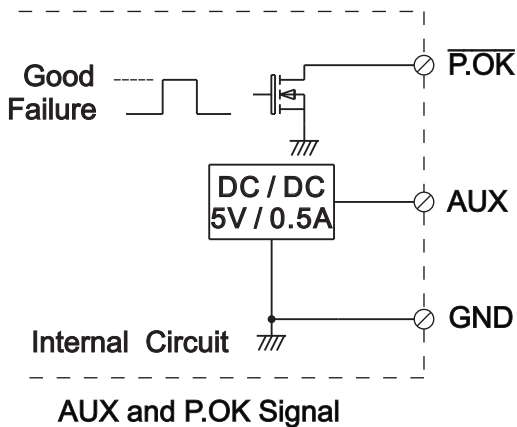 Good
Failure
P.OK
DC / DC
5V / 0.5A
AUX
GND
Internal Circuit
AUX and P.OK Signal